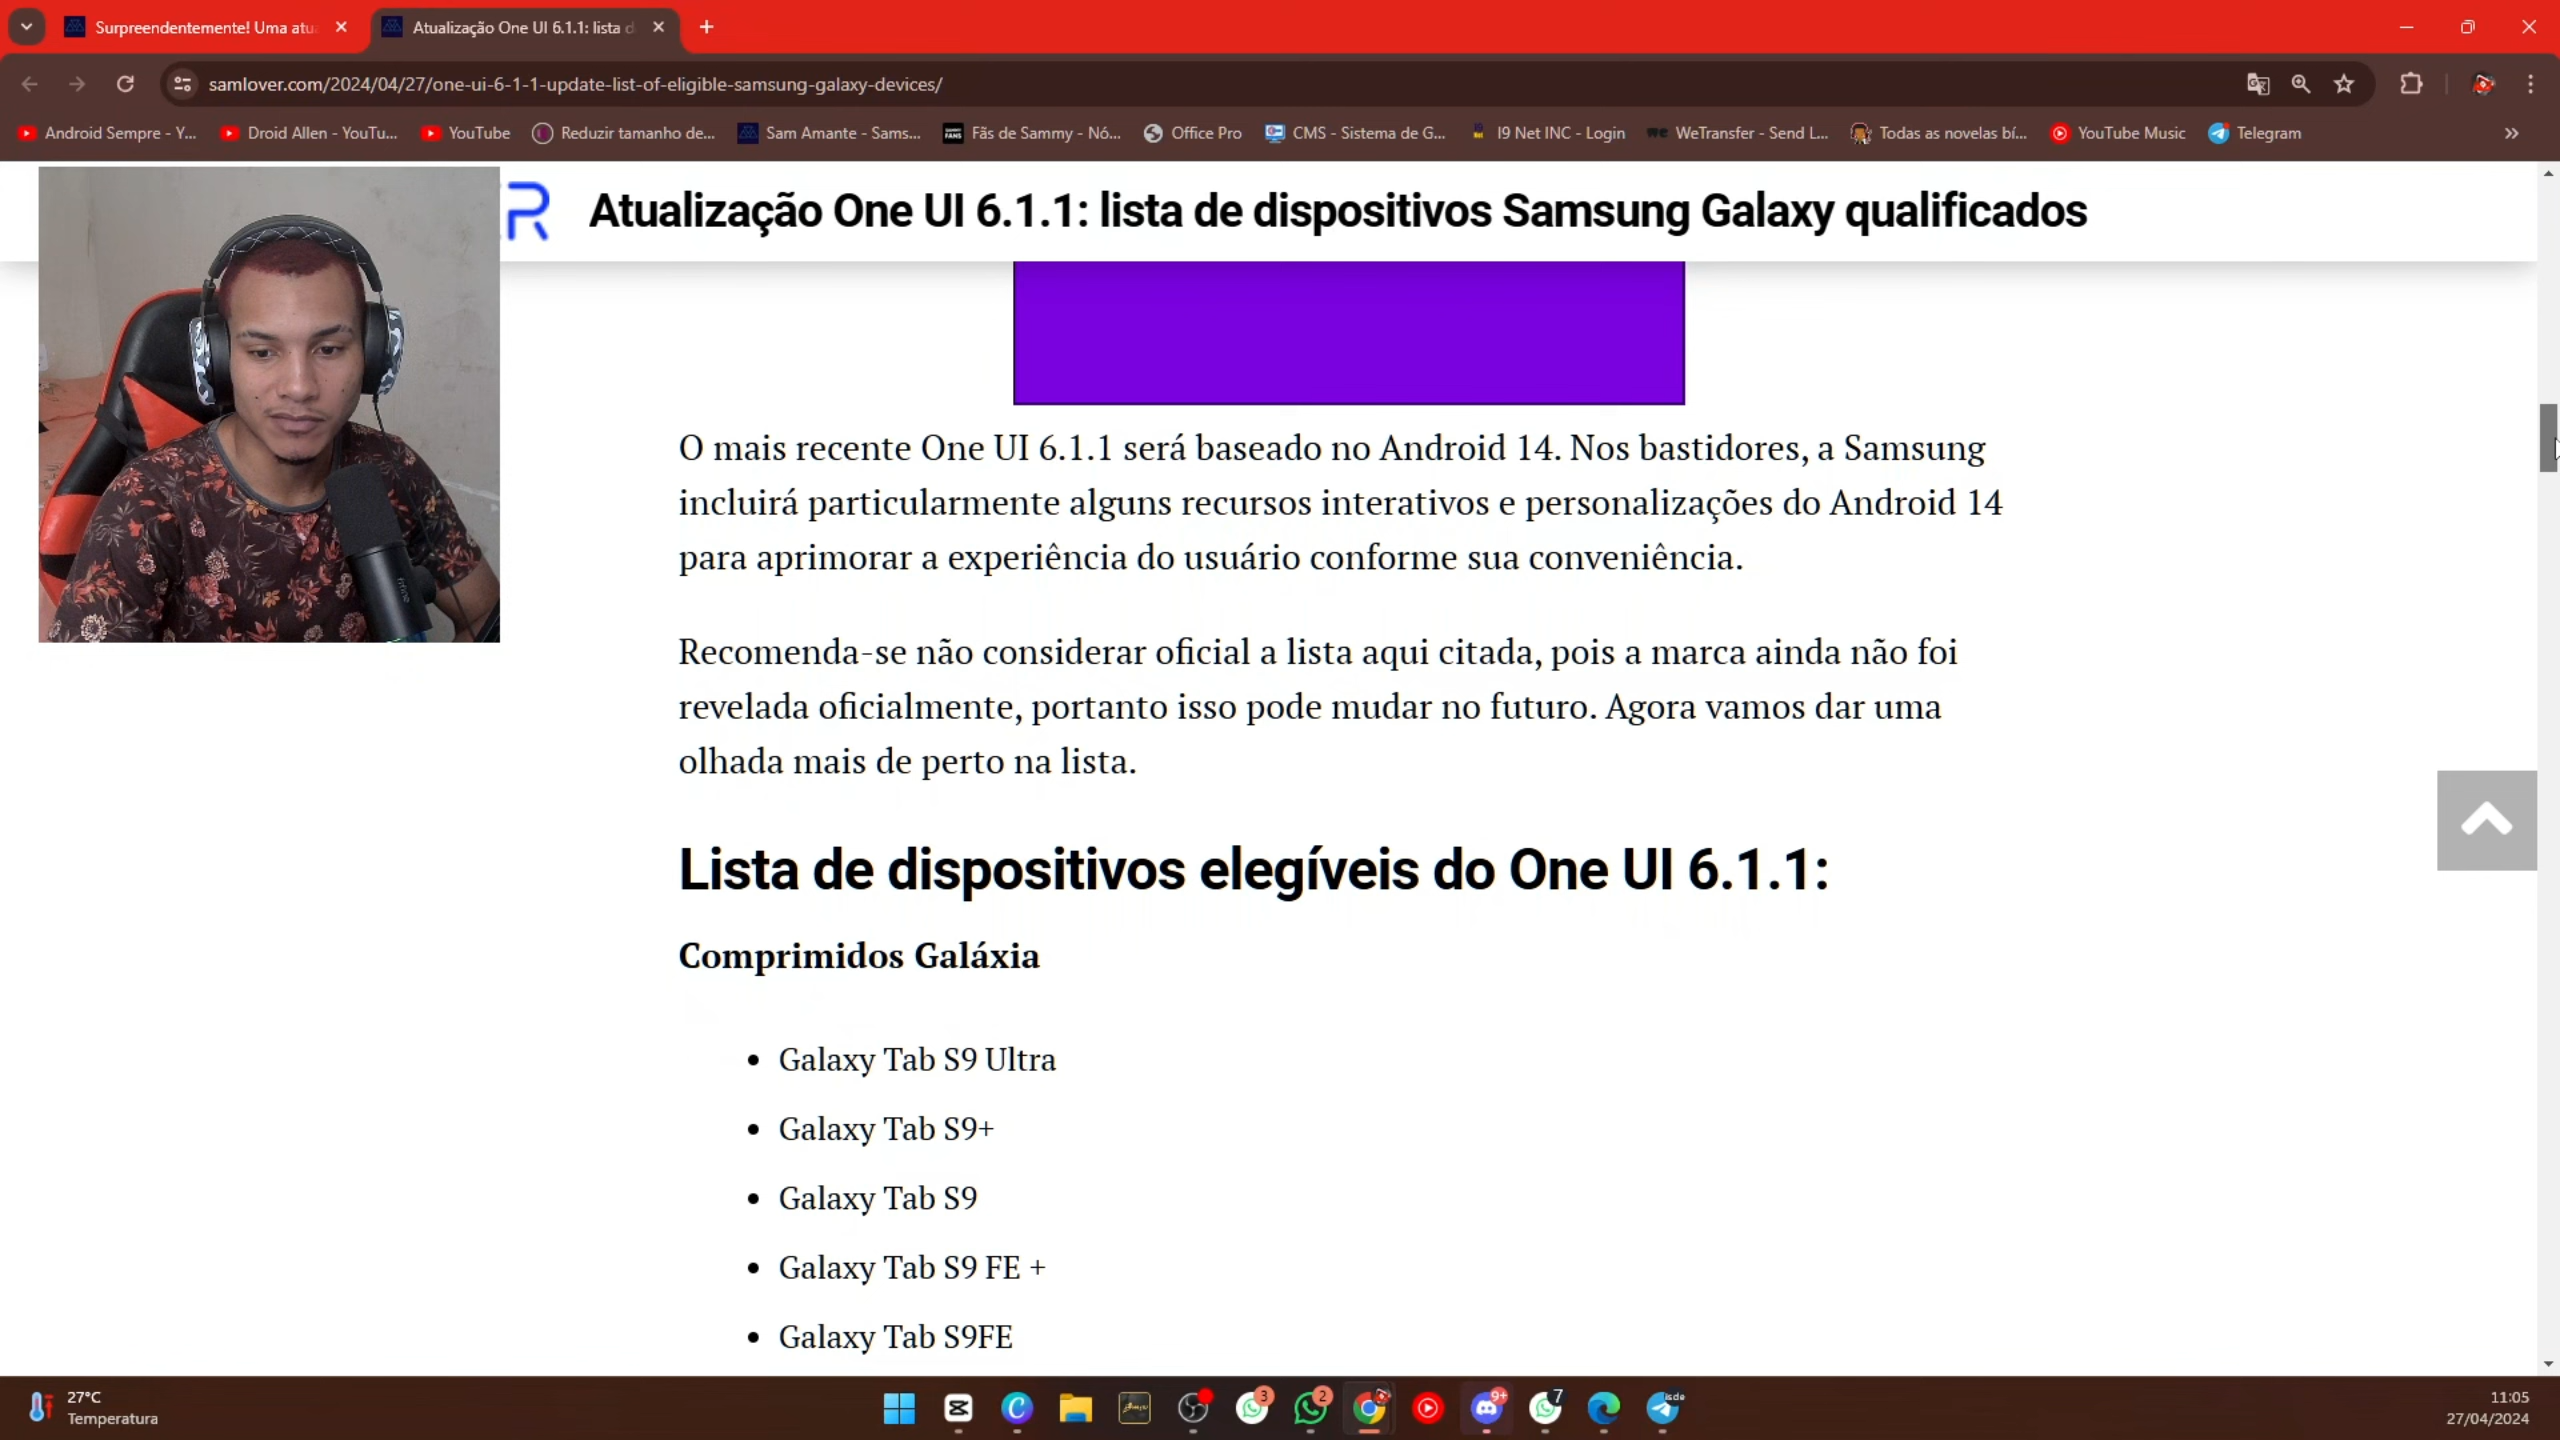 Surpreendentemente! Uma atu
Atualização One UI 6.1.1: lista d
samlover.com/2024/04/27/one-ui-6-1-1-update-list-of-eligible-samsung-galaxy-devices/
Android Sempre - Y... Droid Allen - YouTu... YouTube Reduzir tamanho de... Sam Amante - Sams... Fãs de Sammy - Nó... Office Pro CMS - Sistema de G... I9 Net INC - Login WeTransfer - Send L... Todas as novelas bí... YouTube Music Telegram »
R Atualização One UI 6.1.1: lista de dispositivos Samsung Galaxy qualificados
O mais recente One UI 6.1.1 será baseado no Android 14. Nos bastidores, a Samsung
incluirá particularmente alguns recursos interativos e personalizações do Android 14
para aprimorar a experiência do usuário conforme sua conveniência.
Recomenda-se não considerar oficial a lista aqui citada, pois a marca ainda não foi
revelada oficialmente, portanto isso pode mudar no futuro. Agora vamos dar uma
olhada mais de perto na lista.
Lista de dispositivos elegíveis do One UI 6.1.1:
Comprimidos Galáxia
• Galaxy Tab S9 Ultra
• Galaxy Tab S9+
• Galaxy Tab S9
• Galaxy Tab S9 FE +
• Galaxy Tab S9FE
27°C
Temperatura
3 2 9+ 7
11:05
27/04/2024